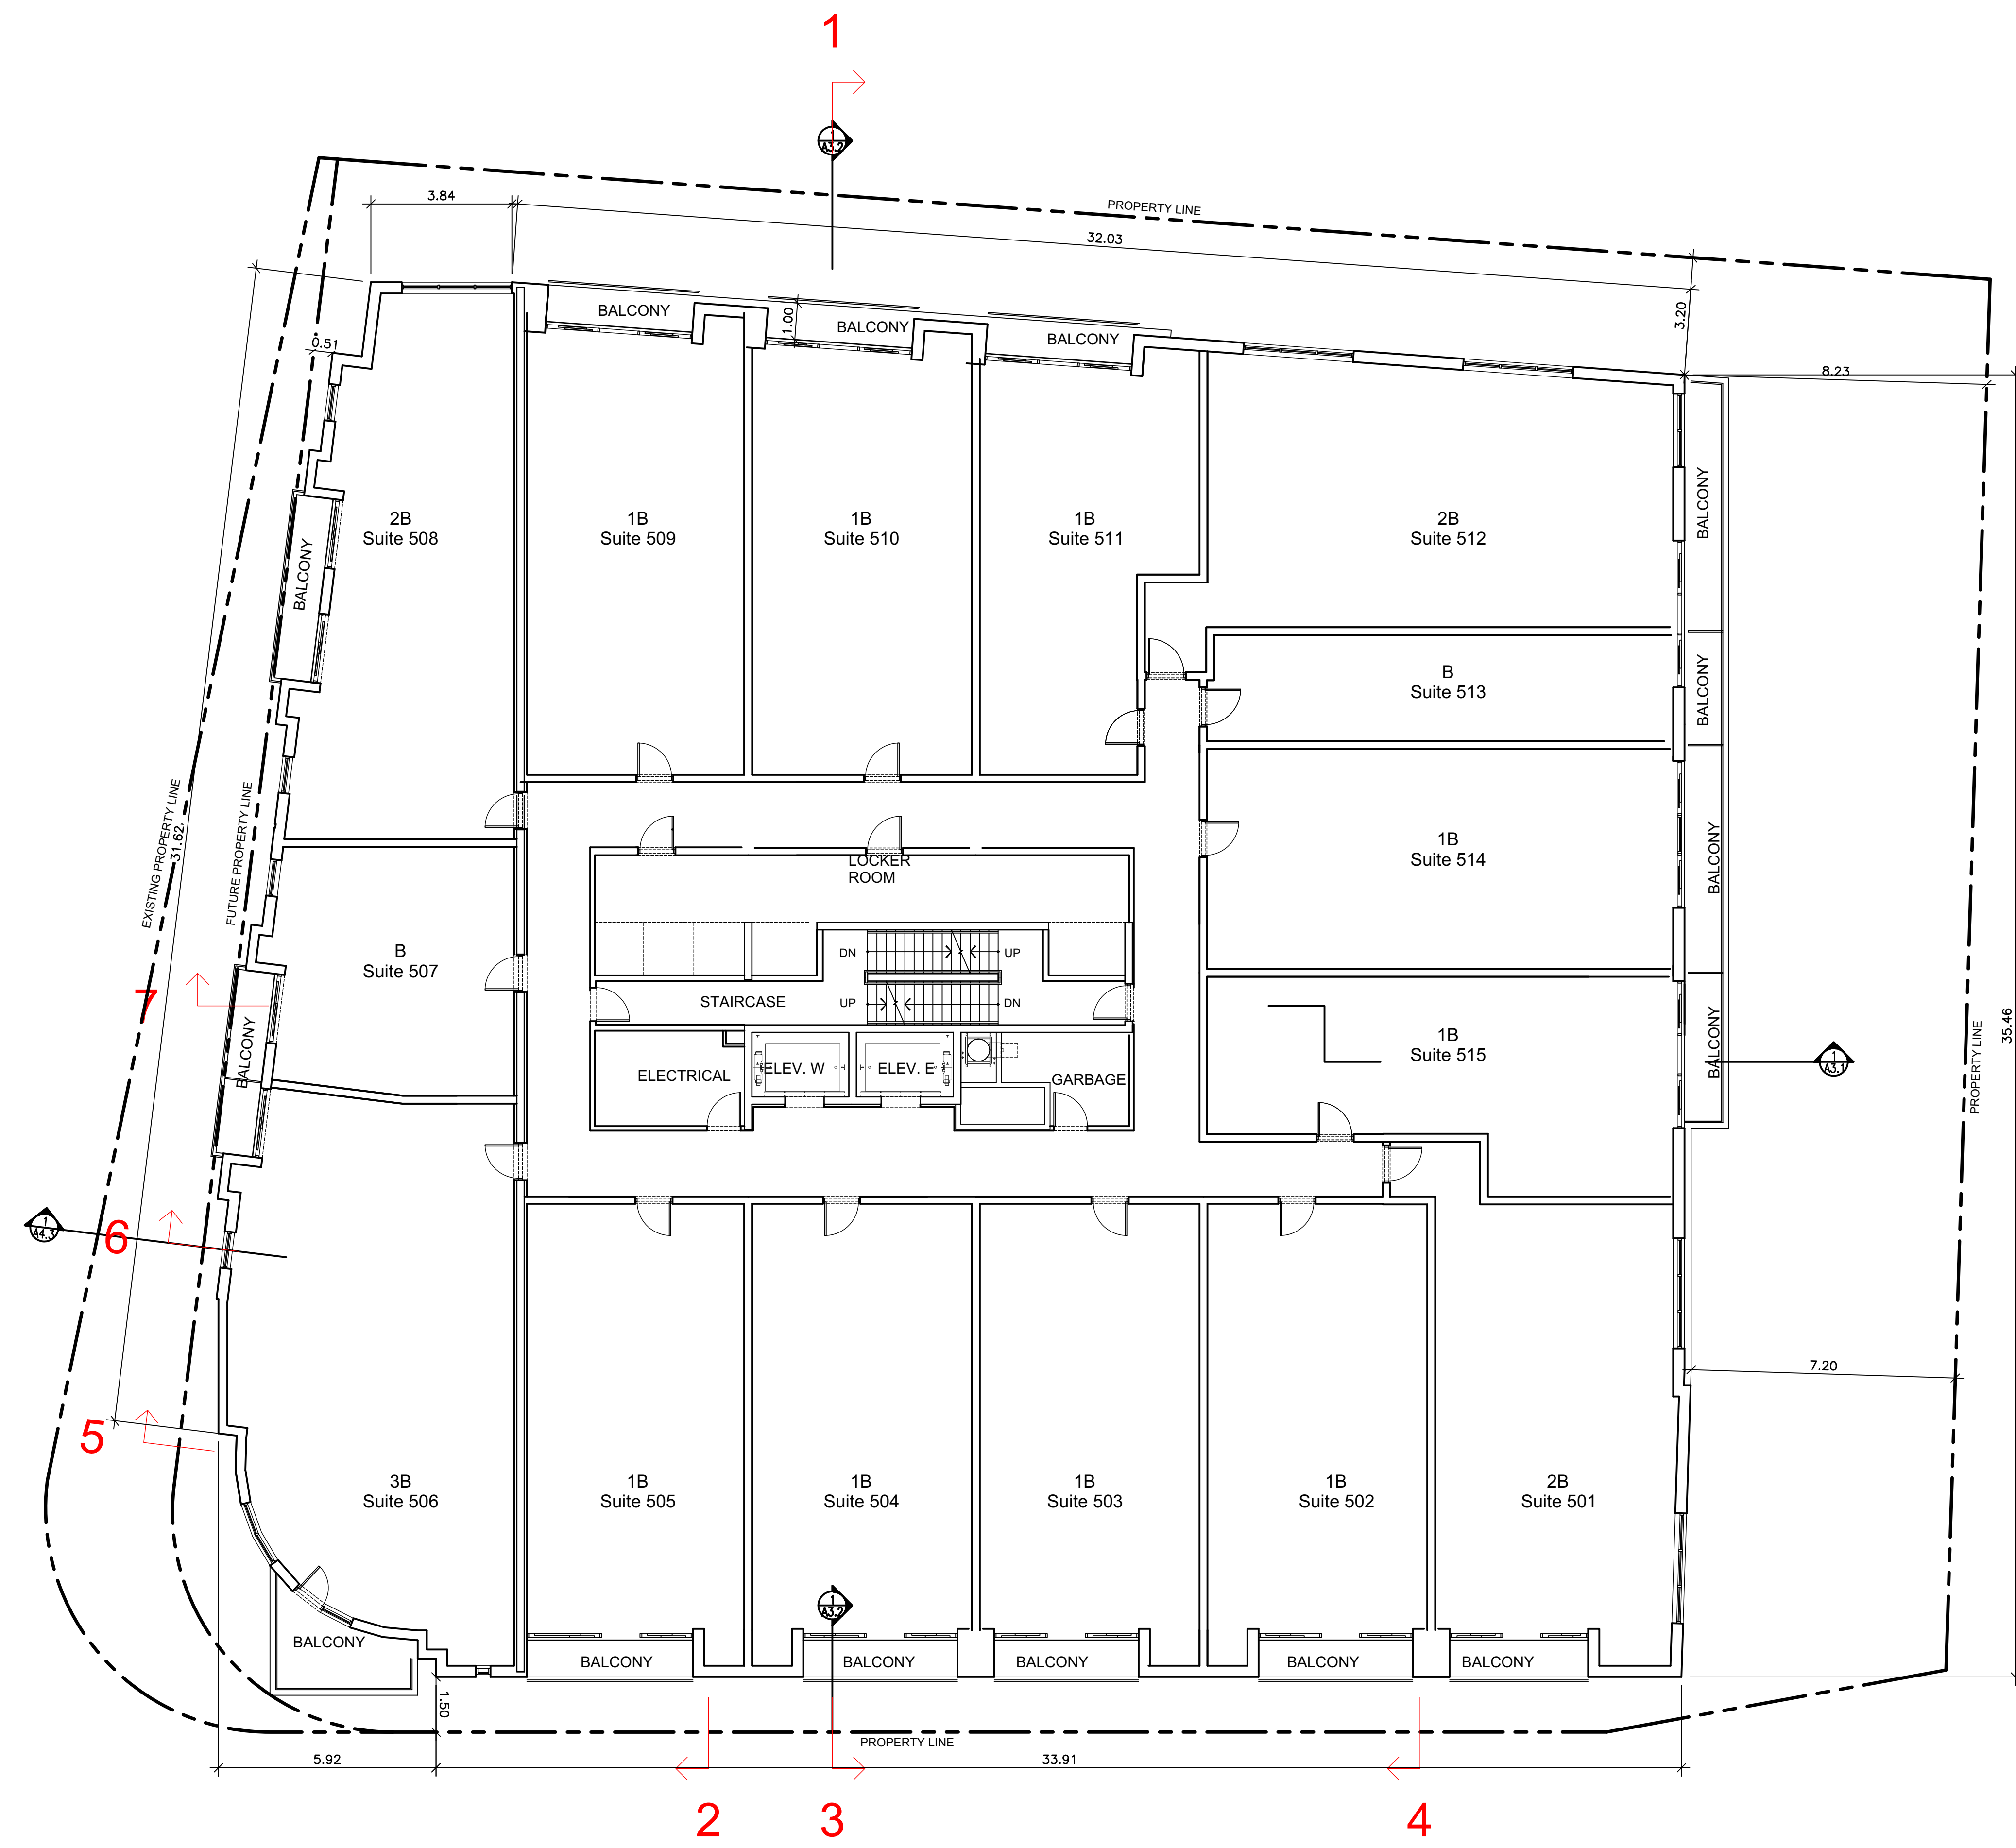 1
1
A3.2
3.84
PROPERTY LINE
32.03
3.20
BALCONY
1.00
BALCONY
BALCONY
0.51
8.23
2B
Suite 508
1B
Suite 509
1B
Suite 510
1B
Suite 511
2B
Suite 512
BALCONY
BALCONY
B
Suite 513
BALCONY
EXISTING PROPERTY LINE
31.62
FUTURE PROPERTY LINE
1B
Suite 514
BALCONY
LOCKER
ROOM
B
Suite 507
DN
UP
STAIRCASE
UP
DN
7
BALCONY
ELECTRICAL
ELEV. W
ELEV. E
GARBAGE
1B
Suite 515
BALCONY
1
A3.1
PROPERTY LINE
35.46
1
A4.3
6
7.20
5
3B
Suite 506
1B
Suite 505
1B
Suite 504
1B
Suite 503
1B
Suite 502
2B
Suite 501
1
A3.2
BALCONY
BALCONY
BALCONY
BALCONY
BALCONY
BALCONY
1.50
PROPERTY LINE
5.92
33.91
2
3
4